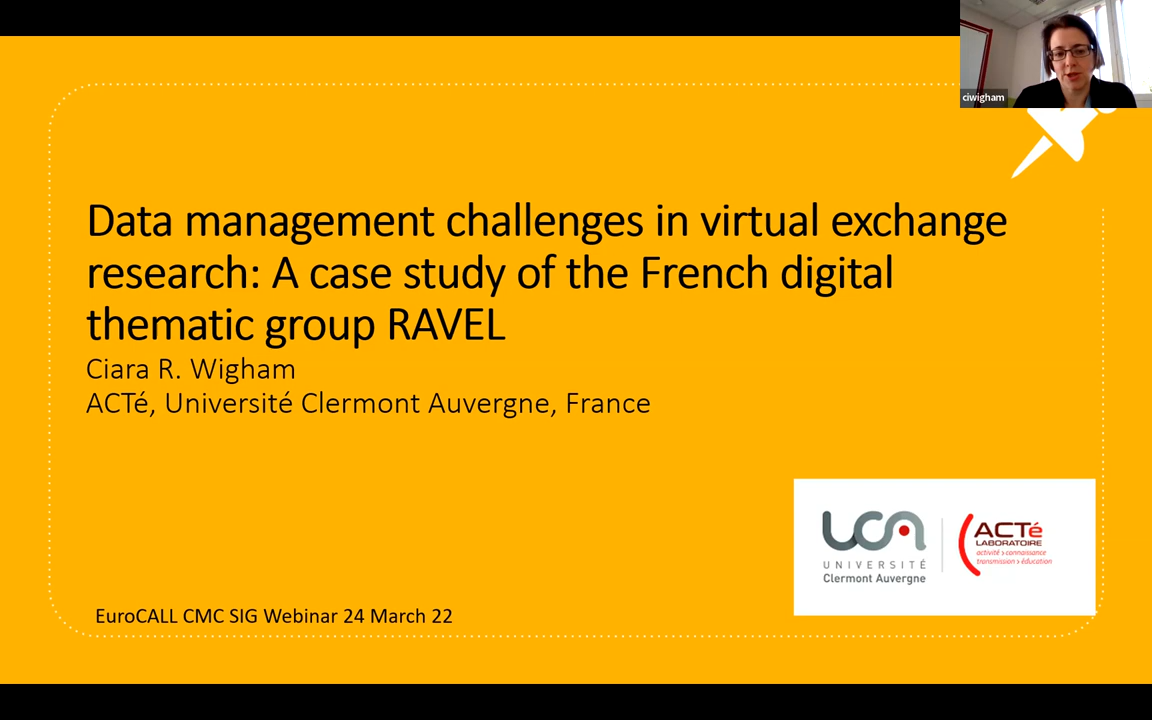 ciwigham
Data management challenges in virtual exchange
research: A case study of the French digital
thematic group RAVEL
Ciara R. Wigham
ACTé, Université Clermont Auvergne, France
uca
UNIVERSITÉ
Clermont Auvergne
ACTé
LABORATOIRE
activité > connaissance
transmission > éducation
EuroCALL CMC SIG Webinar 24 March 22